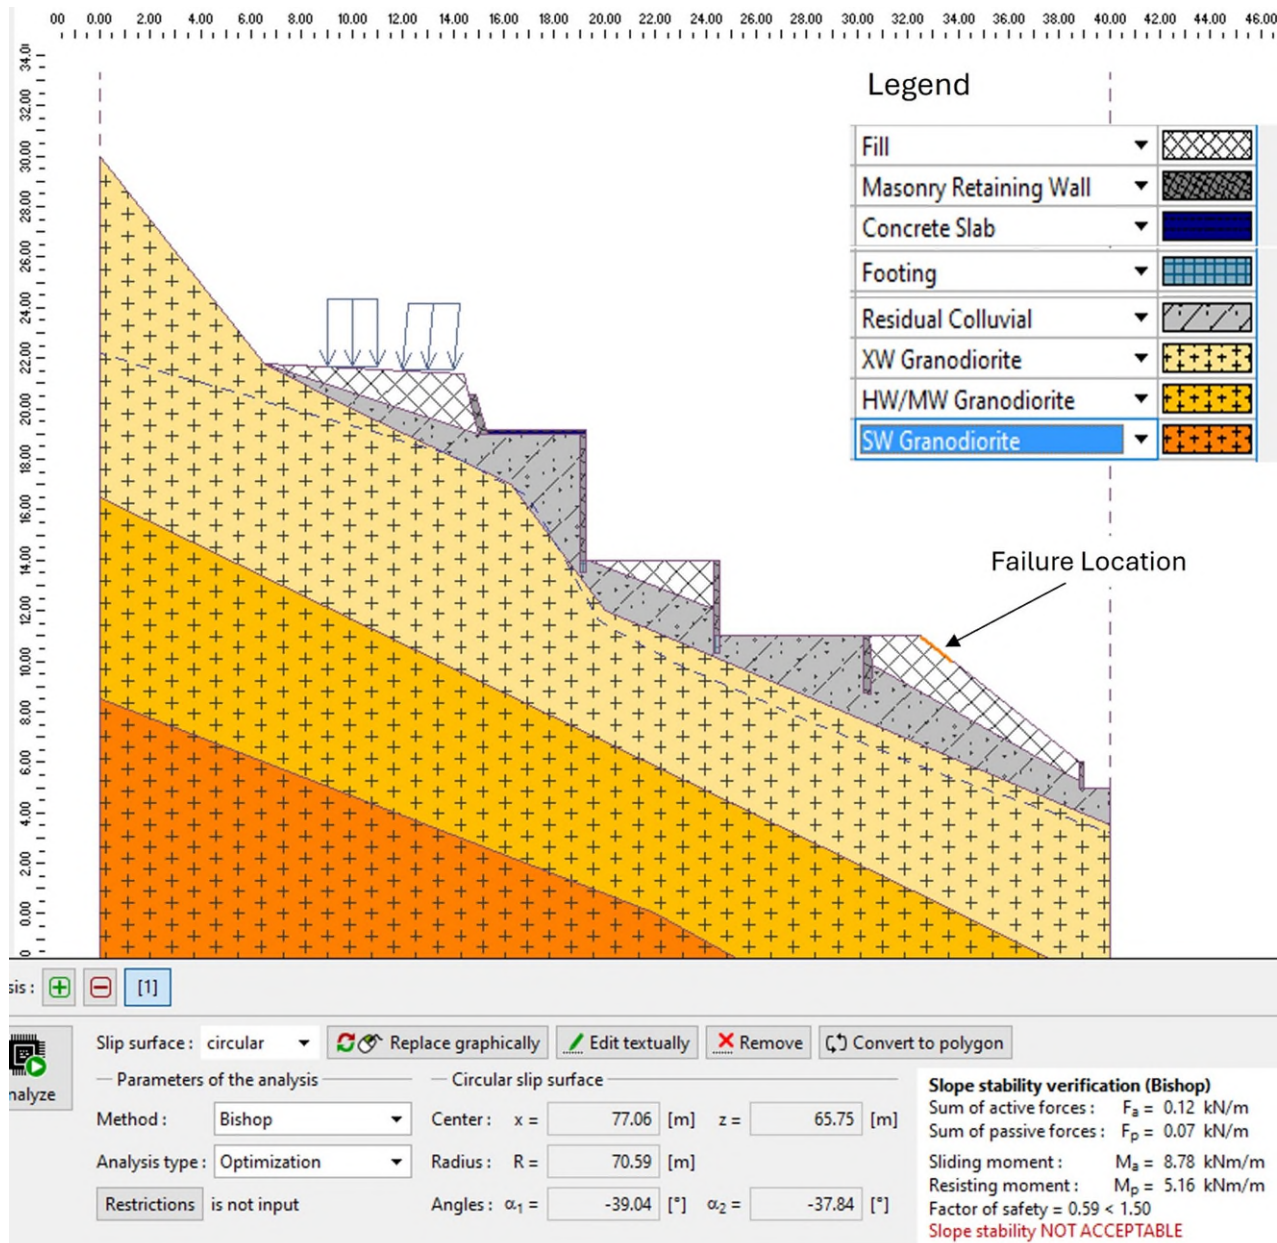 00 0.00 2.00 4.00 6.00 8.00 10.00 12.00 14.00 16.00 18.00 20.00 22.00 24.00 26.00 28.00 30.00 32.00 34.00 36.00 38.00 40.00 42.00 44.00 46.00
34.0
32.00
30.00
28.00
26.00
24.00
22.00
20.00
18.00
16.00
14.00
12.00
10.00
8.00
6.00
4.00
2.00
0.00
0
Legend
Fill
Masonry Retaining Wall
Concrete Slab
Footing
Residual Colluvial
XW Granodiorite
HW/MW Granodiorite
SW Granodiorite
Failure Location
sis : [1]
nalyze
Slip surface : circular Replace graphically Edit textually Remove Convert to polygon
Parameters of the analysis
Method : Bishop
Analysis type : Optimization
Restrictions is not input
Circular slip surface
Center : x = 77.06 [m] z = 65.75 [m]
Radius : R = 70.59 [m]
Angles : α1 = -39.04 [°] α2 = -37.84 [°]
Slope stability verification (Bishop)
Sum of active forces : Fa = 0.12 kN/m
Sum of passive forces : Fp = 0.07 kN/m
Sliding moment : Ma = 8.78 kNm/m
Resisting moment : Mp = 5.16 kNm/m
Factor of safety = 0.59 < 1.50
Slope stability NOT ACCEPTABLE